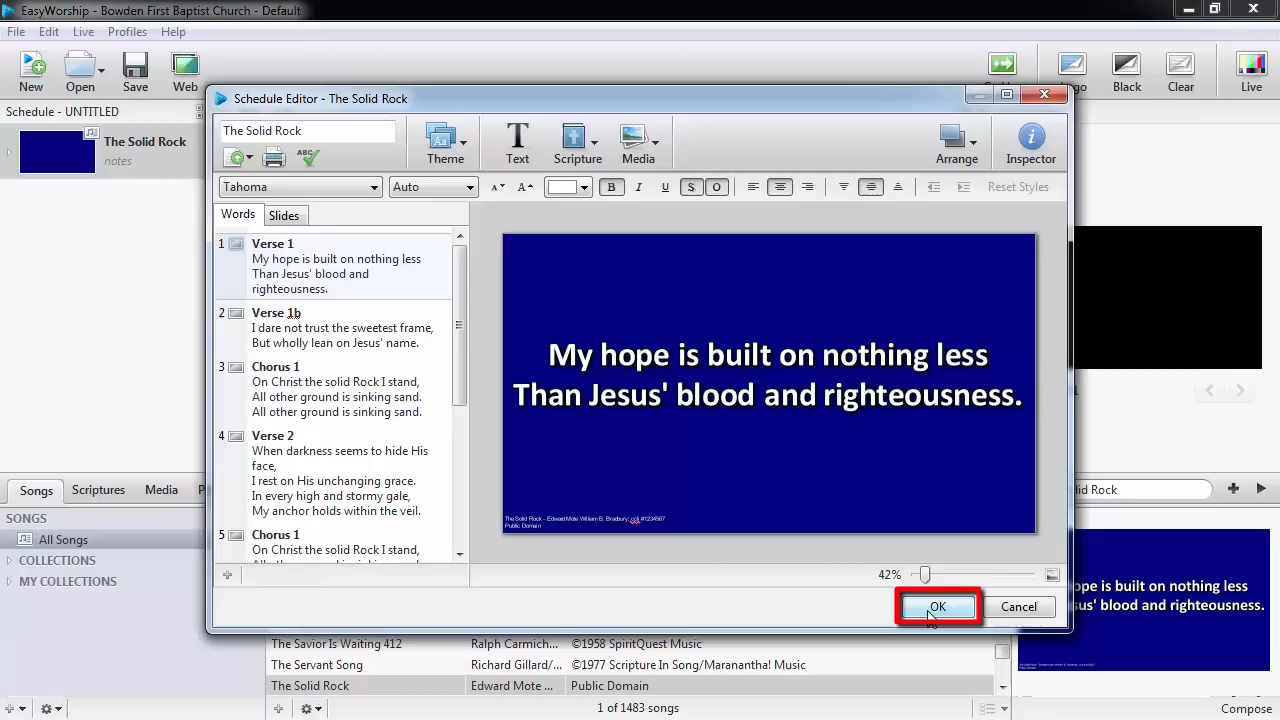 EasyWorship - Bowden First Baptist Church - Default
File Edit Live Profiles Help
New Open Save Web Black Clear Live
Schedule - UNTITLED
The Solid Rock
notes
Schedule Editor - The Solid Rock
The Solid Rock
Theme Text Scripture Media Arrange Inspector
ABC
Tahoma Auto B I U S O Reset Styles
Words Slides
1 Verse 1
My hope is built on nothing less
Than Jesus' blood and
righteousness.
2 Verse 1b
I dare not trust the sweetest frame,
But wholly lean on Jesus' name.
3 Chorus 1
On Christ the solid Rock I stand,
All other ground is sinking sand.
All other ground is sinking sand.
4 Verse 2
When darkness seems to hide His
face,
I rest on His unchanging grace.
In every high and stormy gale,
My anchor holds within the veil.
5 Chorus 1
On Christ the solid Rock I stand,
My hope is built on nothing less
Than Jesus' blood and righteousness.
The Solid Rock - Edward Mote William B. Bradbury; ccli #1234567
Public Domain
42%
OK Cancel
Songs Scriptures Media
lid Rock
SONGS
All Songs
COLLECTIONS
MY COLLECTIONS
ope is built on nothing less
sus' blood and righteousness.
The Savior Is Waiting 412 Ralph Carmich... ©1958 SpiritQuest Music
The Servant Song Richard Gillard/... ©1977 Scripture In Song/Maranantha! Music
The Solid Rock Edward Mote ... Public Domain
1 of 1483 songs
Compose